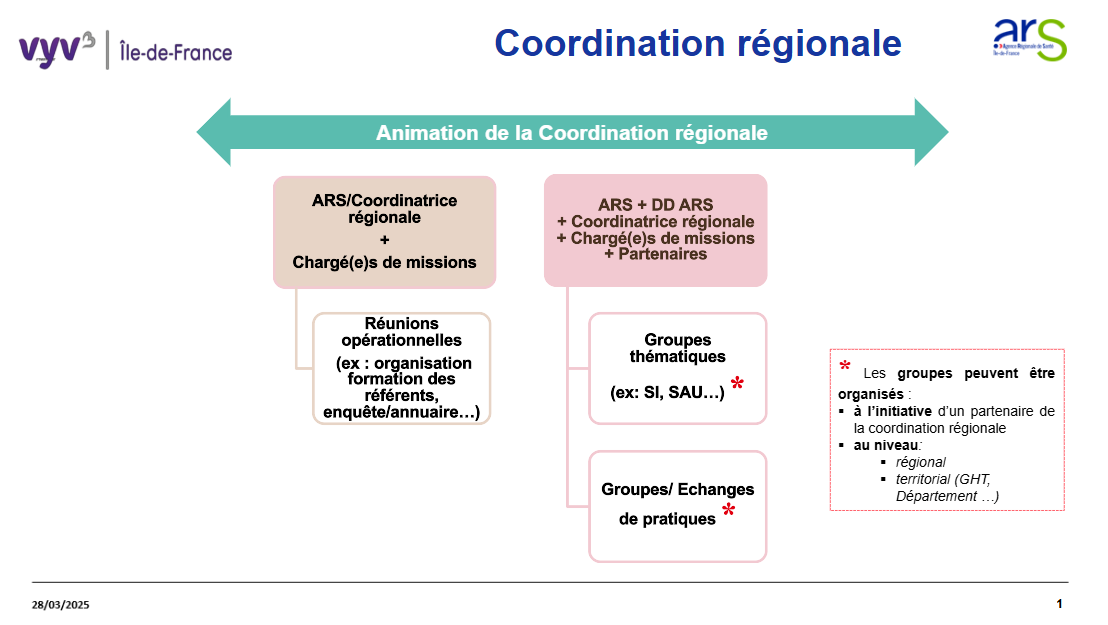 vyv3 Île-de-France
Coordination régionale
ars
Agence Régionale de Santé
Île-de-France
Animation de la Coordination régionale
ARS/Coordinatrice
régionale
+
Chargé(e)s de missions
Réunions
opérationnelles
(ex : organisation
formation des
référents,
enquête/annuaire…)
ARS + DD ARS
+ Coordinatrice régionale
+ Chargé(e)s de missions
+ Partenaires
Groupes
thématiques
(ex: SI, SAU…) *
Groupes/ Echanges
de pratiques *
* Les groupes peuvent être
organisés :
▪ à l’initiative d’un partenaire de
la coordination régionale
▪ au niveau:
▪ régional
▪ territorial (GHT,
Département …)
28/03/2025
1